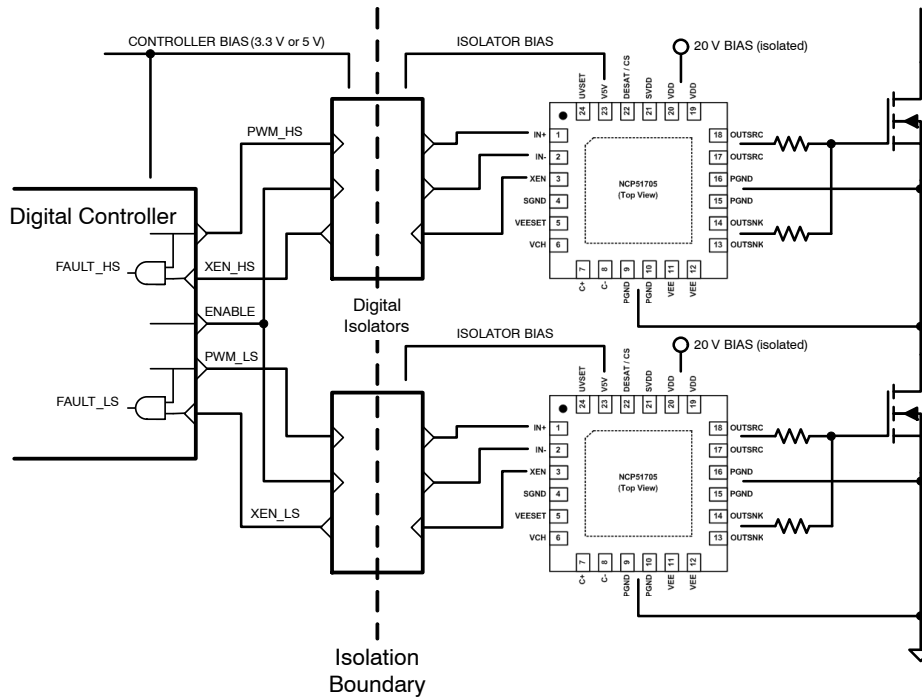 CONTROLLER BIAS (3.3 V or 5 V)
ISOLATOR BIAS
20 V BIAS (isolated)
UVSET
V5V
DESAT / CS
SVDD
VDD
VDD
24
23
22
21
20
19
PWM_HS
IN+
1
18
OUTSRC
IN-
2
17
OUTSRC
XEN
3
16
PGND
SGND
4
15
PGND
VEESET
5
14
OUTSNK
VCH
6
13
OUTSNK
NCP51705
(Top View)
7
8
9
10
11
12
C+
C-
PGND
PGND
VEE
VEE
Digital Controller
FAULT_HS
XEN_HS
ENABLE
PWM_LS
FAULT_LS
XEN_LS
Digital
Isolators
ISOLATOR BIAS
20 V BIAS (isolated)
UVSET
V5V
DESAT / CS
SVDD
VDD
VDD
24
23
22
21
20
19
IN+
1
18
OUTSRC
IN-
2
17
OUTSRC
XEN
3
16
PGND
SGND
4
15
PGND
VEESET
5
14
OUTSNK
VCH
6
13
OUTSNK
NCP51705
(Top View)
7
8
9
10
11
12
C+
C-
PGND
PGND
VEE
VEE
Isolation
Boundary